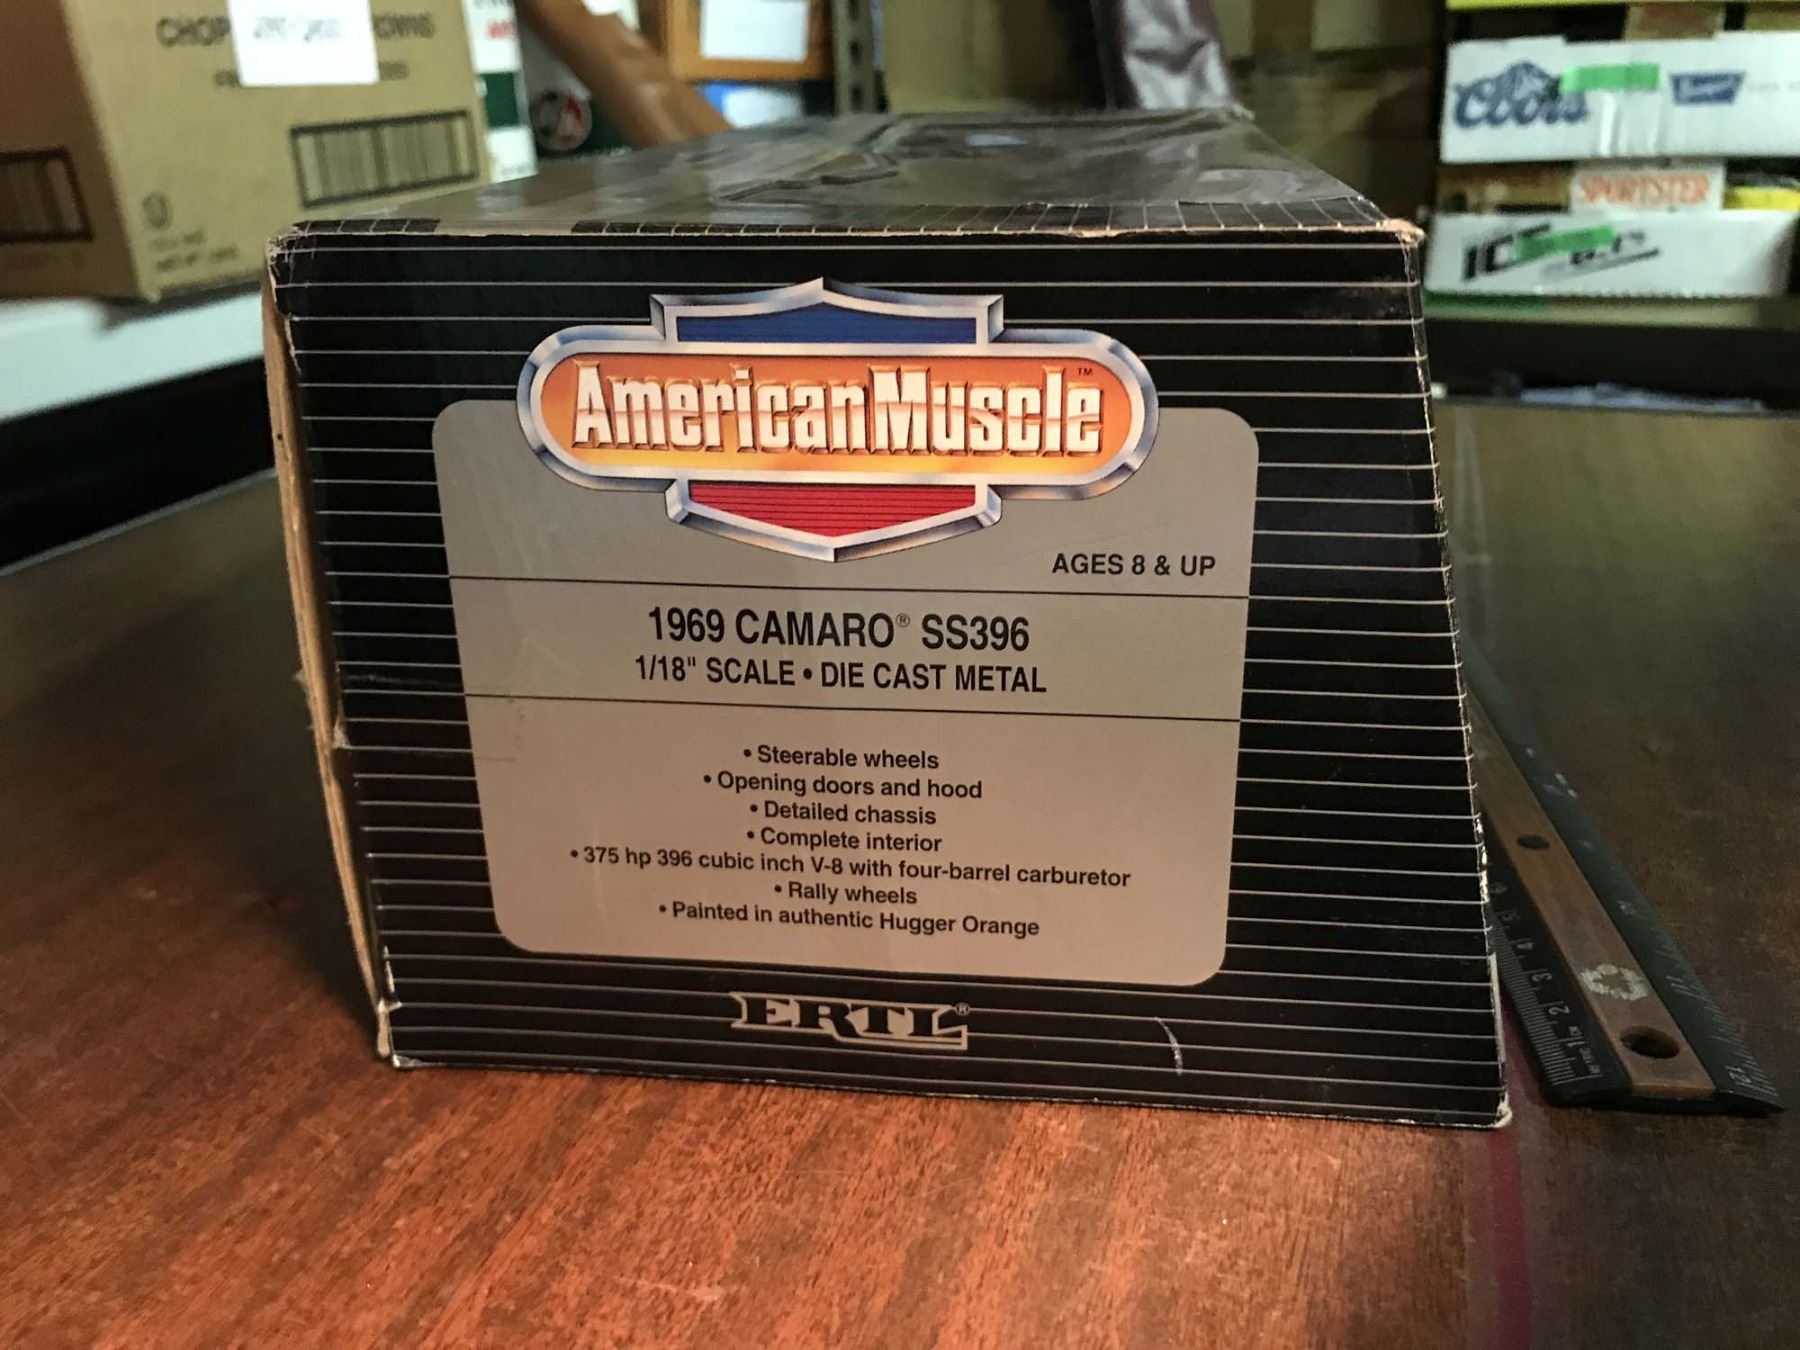 CHOP
Coors
SPORTSTER
AmericanMuscle™
AGES 8 & UP
1969 CAMARO® SS396
1/18" SCALE • DIE CAST METAL
• Steerable wheels
• Opening doors and hood
• Detailed chassis
• Complete interior
• 375 hp 396 cubic inch V-8 with four-barrel carburetor
• Rally wheels
• Painted in authentic Hugger Orange
ERTL®